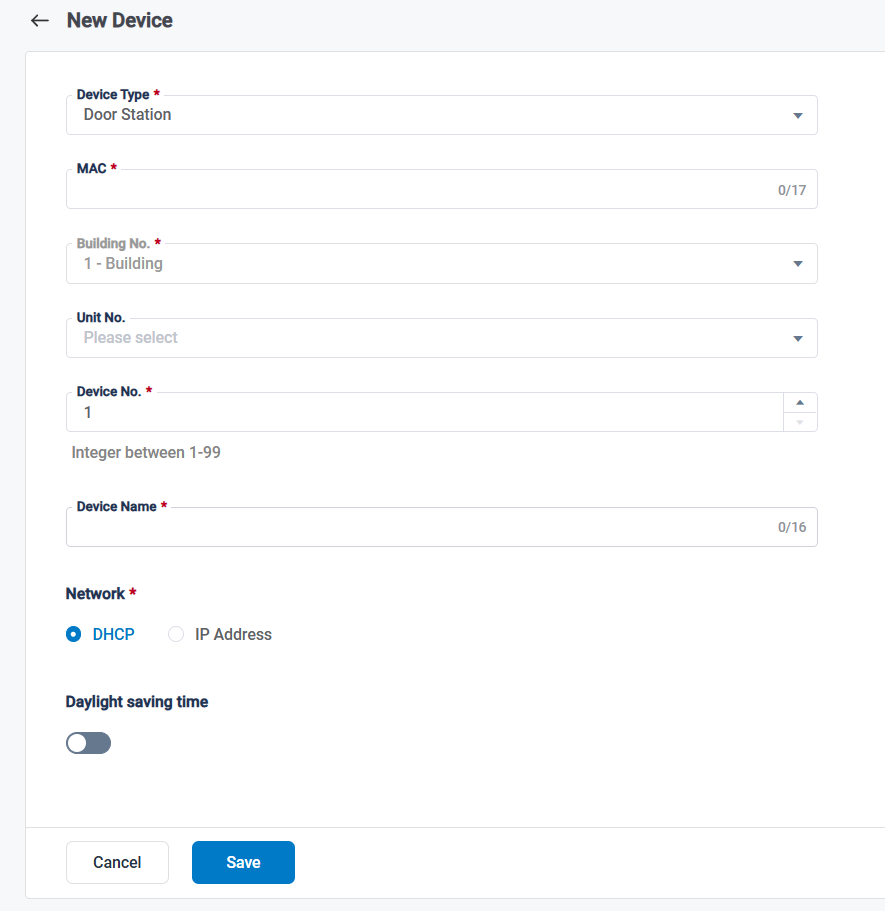 New Device
Device Type *
Door Station
MAC *
0/17
Building No. *
1 - Building
Unit No.
Please select
Device No. *
1
Integer between 1-99
Device Name *
0/16
Network *
DHCP IP Address
Daylight saving time
Cancel Save